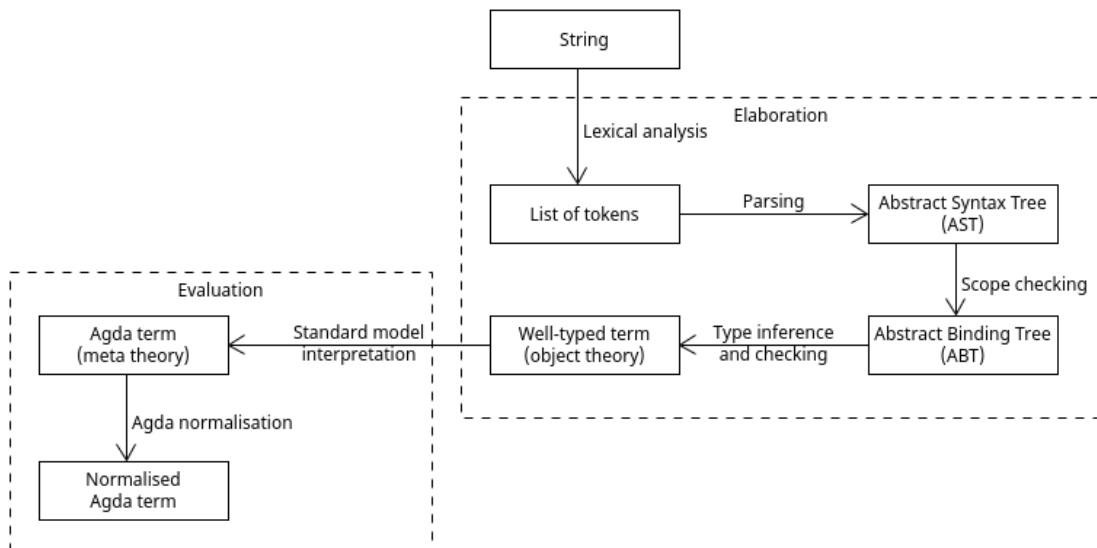 String
Elaboration
Lexical analysis
List of tokens
Parsing
Abstract Syntax Tree
(AST)
Scope checking
Evaluation
Agda term
(meta theory)
Standard model
interpretation
Well-typed term
(object theory)
Type inference
and checking
Abstract Binding Tree
(ABT)
Agda normalisation
Normalised
Agda term